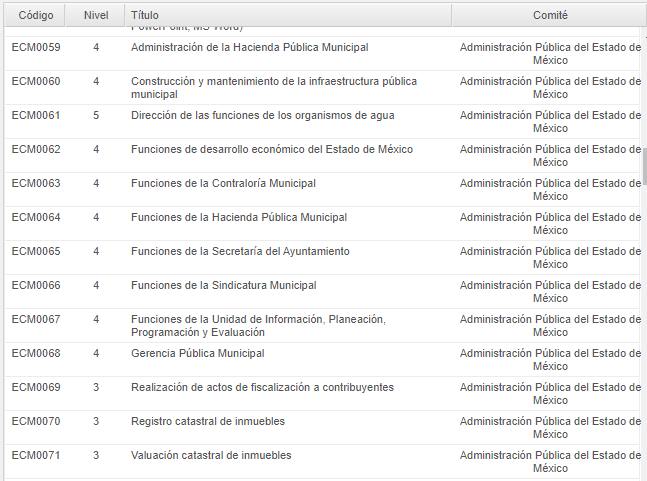 Código Nivel Título Comité
PowerPoint, MS Word)
ECM0059 4 Administración de la Hacienda Pública Municipal Administración Pública del Estado de
México
ECM0060 4 Construcción y mantenimiento de la infraestructura pública Administración Pública del Estado de
municipal México
ECM0061 5 Dirección de las funciones de los organismos de agua Administración Pública del Estado de
México
ECM0062 4 Funciones de desarrollo económico del Estado de México Administración Pública del Estado de
México
ECM0063 4 Funciones de la Contraloría Municipal Administración Pública del Estado de
México
ECM0064 4 Funciones de la Hacienda Pública Municipal Administración Pública del Estado de
México
ECM0065 4 Funciones de la Secretaría del Ayuntamiento Administración Pública del Estado de
México
ECM0066 4 Funciones de la Sindicatura Municipal Administración Pública del Estado de
México
ECM0067 4 Funciones de la Unidad de Información, Planeación, Administración Pública del Estado de
Programación y Evaluación México
ECM0068 4 Gerencia Pública Municipal Administración Pública del Estado de
México
ECM0069 3 Realización de actos de fiscalización a contribuyentes Administración Pública del Estado de
México
ECM0070 3 Registro catastral de inmuebles Administración Pública del Estado de
México
ECM0071 3 Valuación catastral de inmuebles Administración Pública del Estado de
México